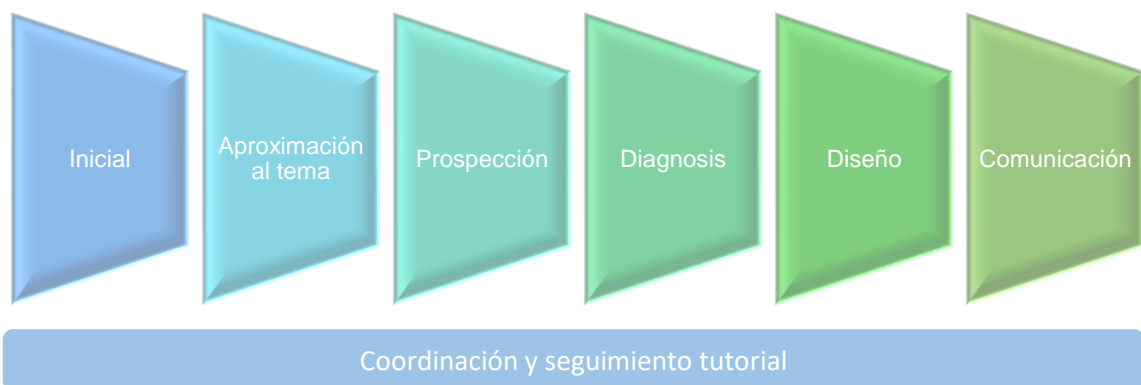 Inicial
Aproximación
al tema
Prospección
Diagnosis
Diseño
Comunicación
Coordinación y seguimiento tutorial